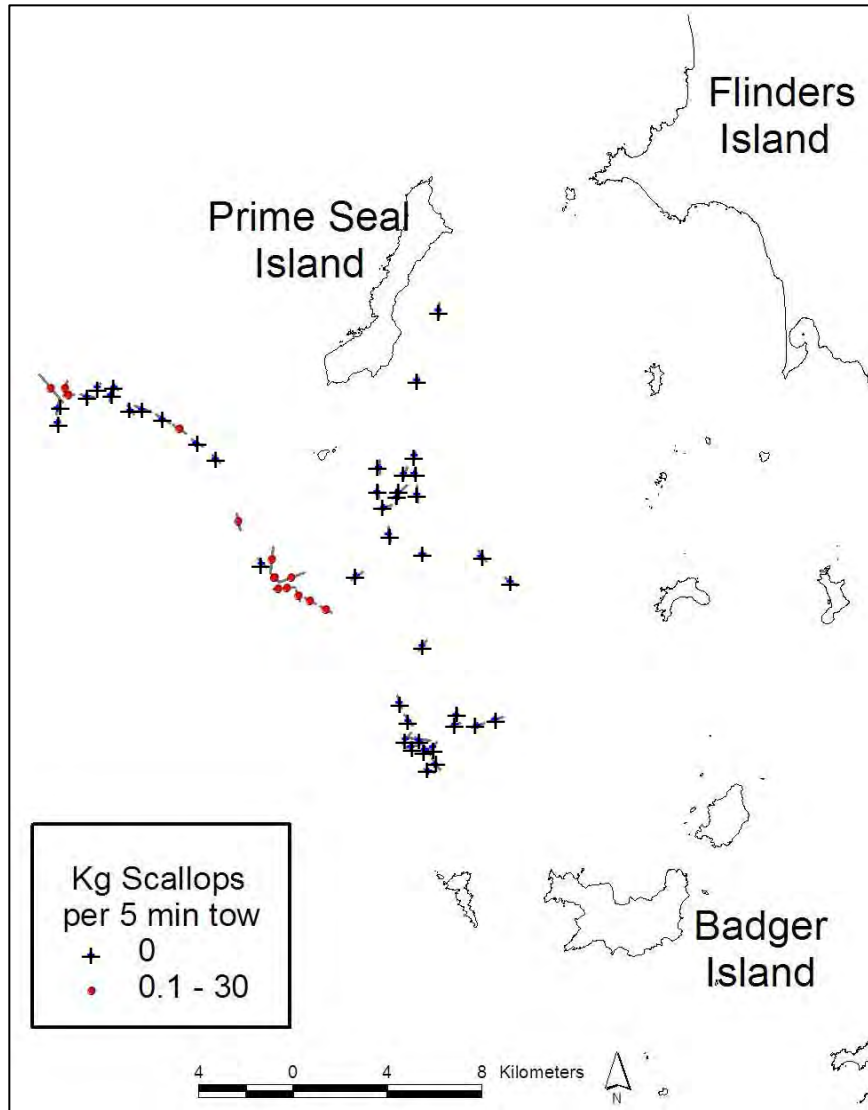 Flinders
Island
Prime Seal
Island
Kg Scallops
per 5 min tow
0
0.1 - 30
Badger
Island
4 0 4 8 Kilometers
N